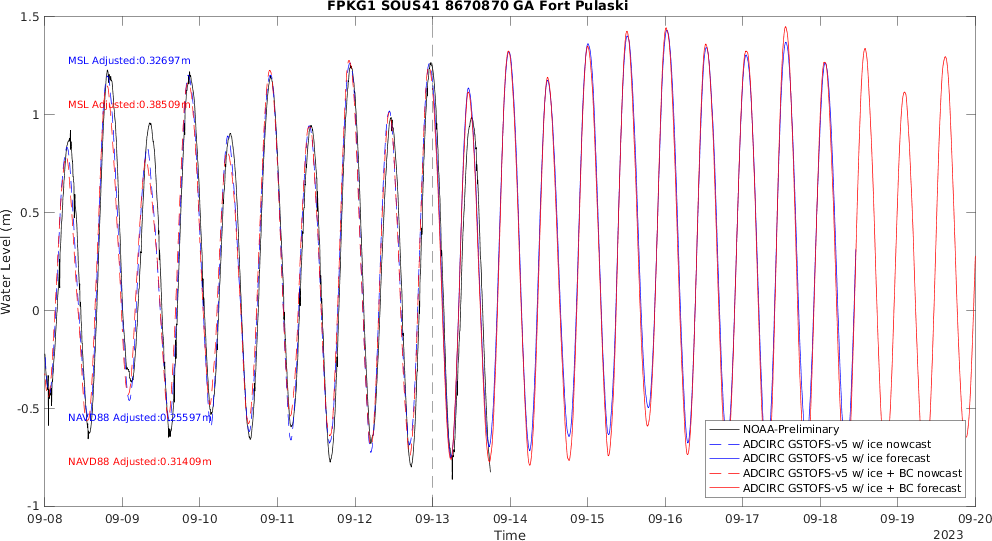 FPKG1 SOUS41 8670870 GA Fort Pulaski
1.5
MSL Adjusted:0.32697m
MSL Adjusted:0.38509m
1
0.5
Water Level (m)
0
-0.5
NAVD88 Adjusted:0.25597m
NAVD88 Adjusted:0.31409m
-1
NOAA-Preliminary
ADCIRC GSTOFS-v5 w/ ice nowcast
ADCIRC GSTOFS-v5 w/ ice forecast
ADCIRC GSTOFS-v5 w/ ice + BC nowcast
ADCIRC GSTOFS-v5 w/ ice + BC forecast
09-08 09-09 09-10 09-11 09-12 09-13 09-14 09-15 09-16 09-17 09-18 09-19 09-20
Time
2023